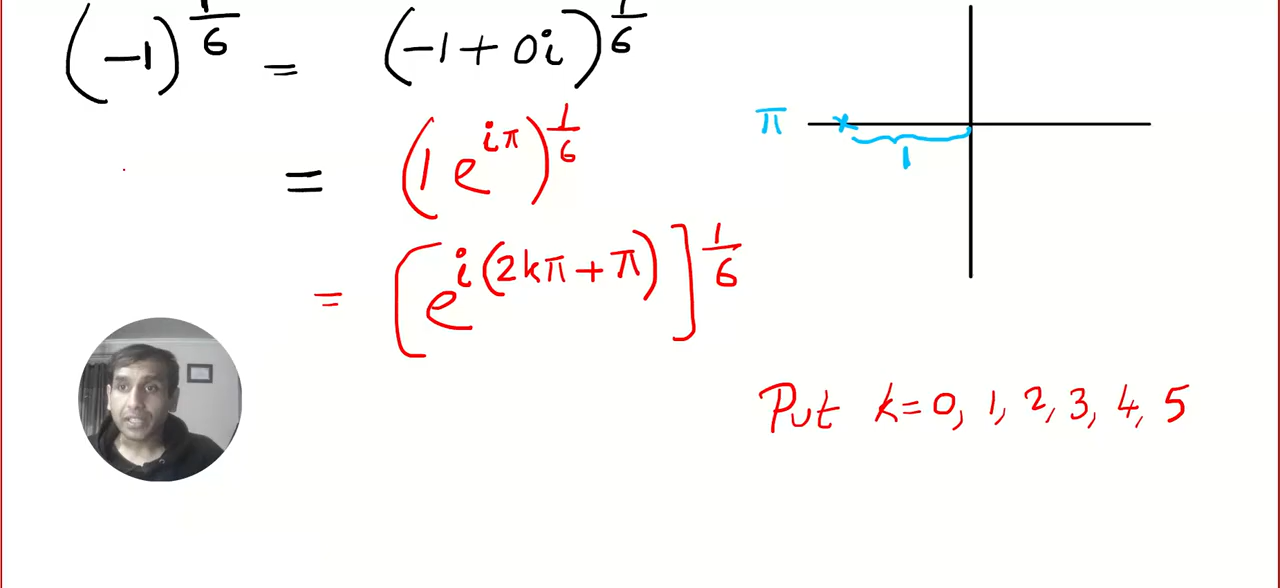 (-1)^{1/6} = (-1 + 0i)^{1/6}
= (1 e^{iπ})^{1/6}
π
1
= [e^{i(2kπ + π)}]^{1/6}
Put k = 0, 1, 2, 3, 4, 5